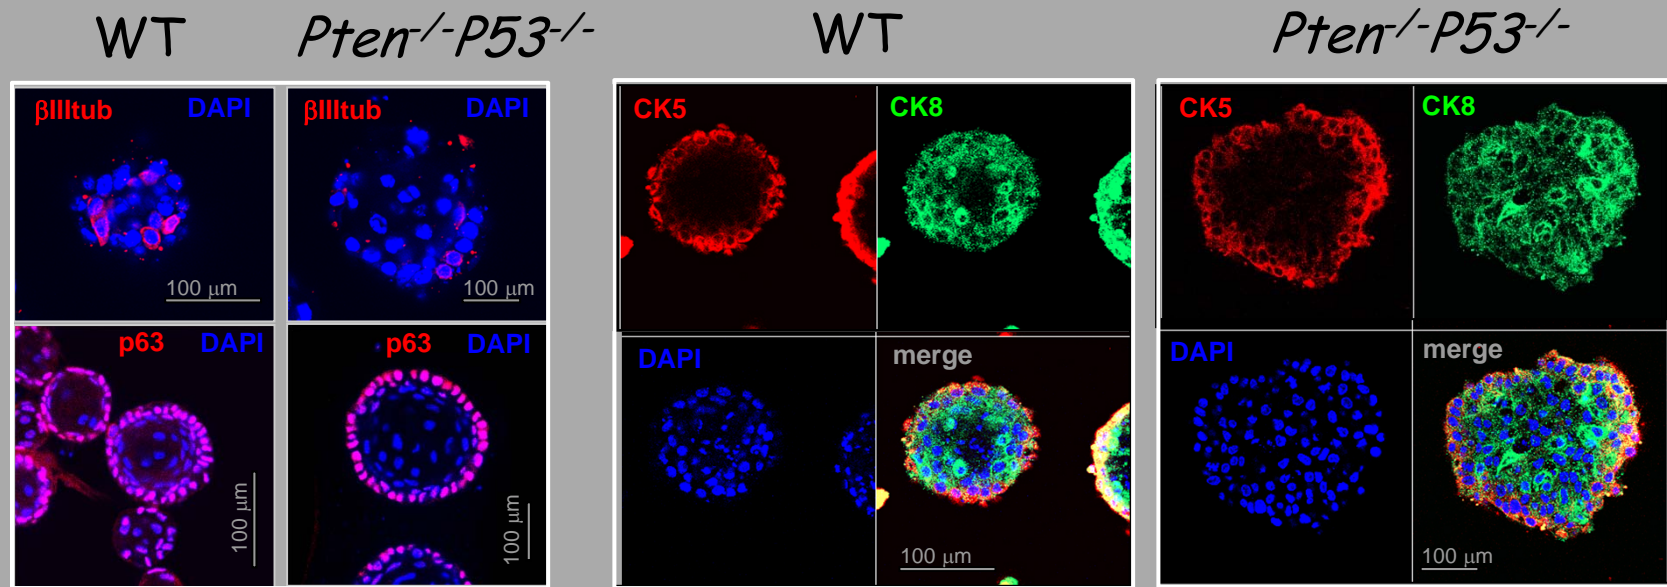 WT
Pten-/-P53-/-
WT
Pten-/-P53-/-
βIIItub DAPI
100 μm
βIIItub DAPI
100 μm
p63 DAPI
100 μm
p63 DAPI
100 μm
CK5
CK8
DAPI
merge
100 μm
CK5
CK8
DAPI
merge
100 μm